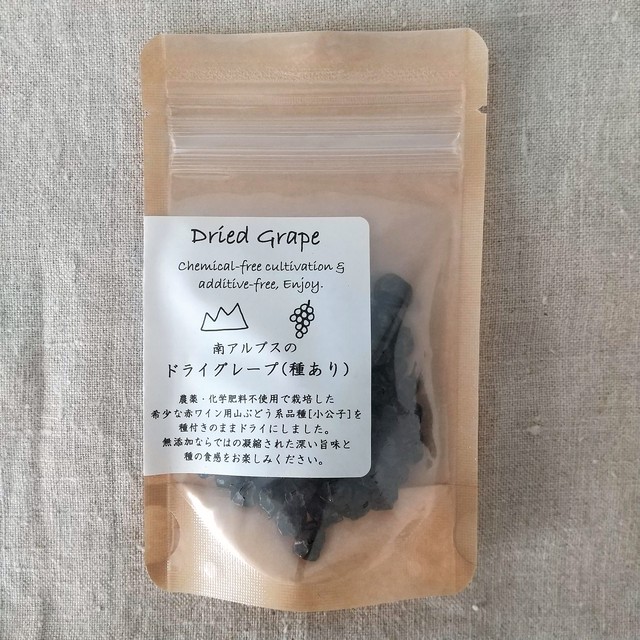 Dried Grape
Chemical-free cultivation &
additive-free, Enjoy.
南アルプスの
ドライグレープ(種あり)
農薬・化学肥料不使用で栽培した
希少な赤ワイン用山ぶどう系品種[小公子]を
種付きのままドライにしました。
無添加ならではの凝縮された深い旨味と
種の食感をお楽しみください。